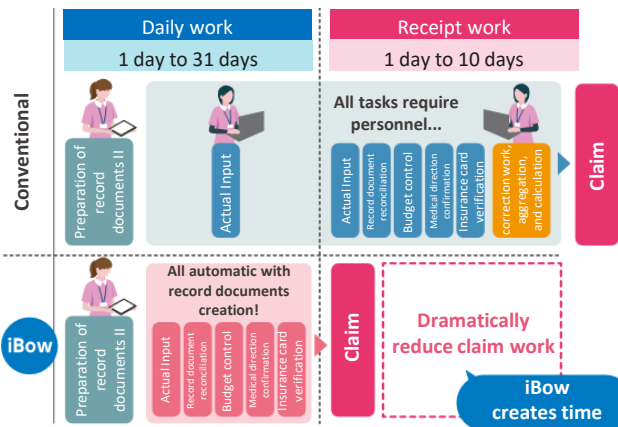 Daily work
Receipt work
1 day to 31 days
1 day to 10 days
Conventional
Preparation of
record
documents II
Actual Input
All tasks require
personnel...
Actual Input
Record document
reconciliation
Budget control
Medical direction
confirmation
Insurance card
verification
correction work,
aggregation,
and calculation
Claim
iBow
Preparation of
record
documents II
All automatic with
record documents
creation!
Actual Input
Record document
reconciliation
Budget control
Medical direction
confirmation
Insurance card
verification
Claim
Dramatically
reduce claim work
iBow
creates time